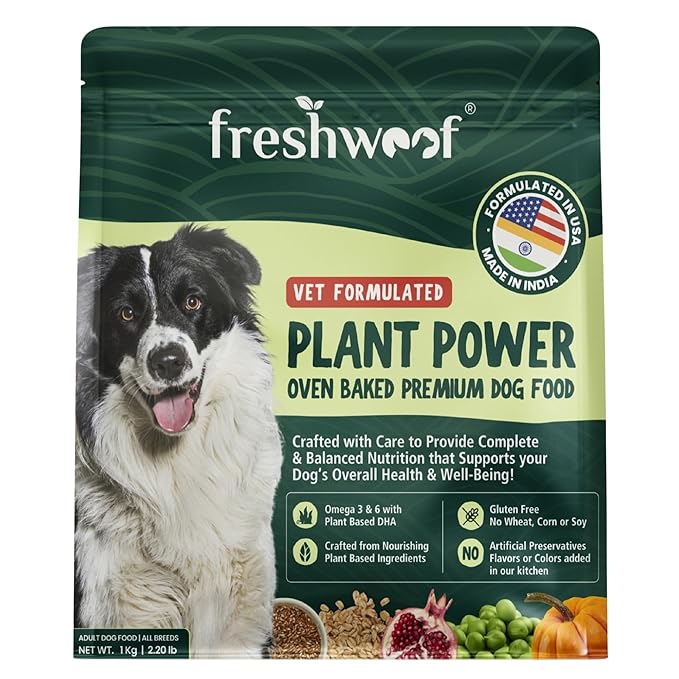 freshwoof®
FORMULATED IN USA
MADE IN INDIA
VET FORMULATED
PLANT POWER
OVEN BAKED PREMIUM DOG FOOD
Crafted with Care to Provide Complete
& Balanced Nutrition that Supports your
Dog's Overall Health & Well-Being!
Omega 3 & 6 with
Plant Based DHA
Gluten Free
No Wheat, Corn or Soy
Crafted from Nourishing
Plant Based Ingredients
NO
Artificial Preservatives
Flavors or Colors added
in our kitchen
ADULT DOG FOOD | ALL BREEDS
NET WT. 1 Kg | 2.20 lb